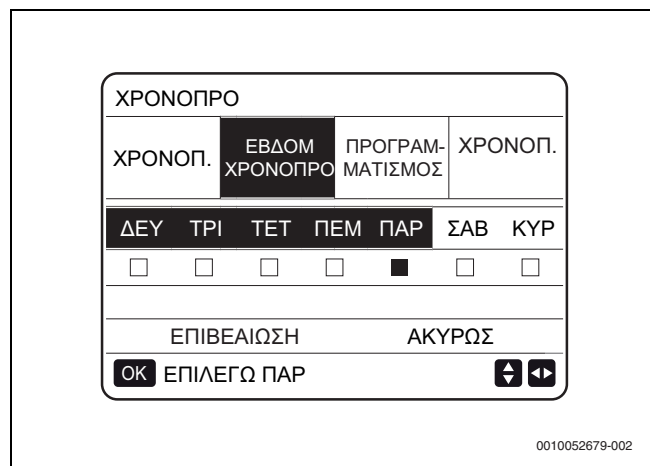 ΧΡΟΝΟΠΡΟ
ΧΡΟΝΟΠ. ΕΒΔΟΜ ΧΡΟΝΟΠΡΟ ΠΡΟΓΡΑΜ-ΜΑΤΙΣΜΟΣ ΧΡΟΝΟΠ.
ΔΕΥ ΤΡΙ ΤΕΤ ΠΕΜ ΠΑΡ ΣΑΒ ΚΥΡ
ΕΠΙΒΕΑΙΩΣΗ ΑΚΥΡΩΣ
OK ΕΠΙΛΕΓΩ ΠΑΡ
0010052679-002